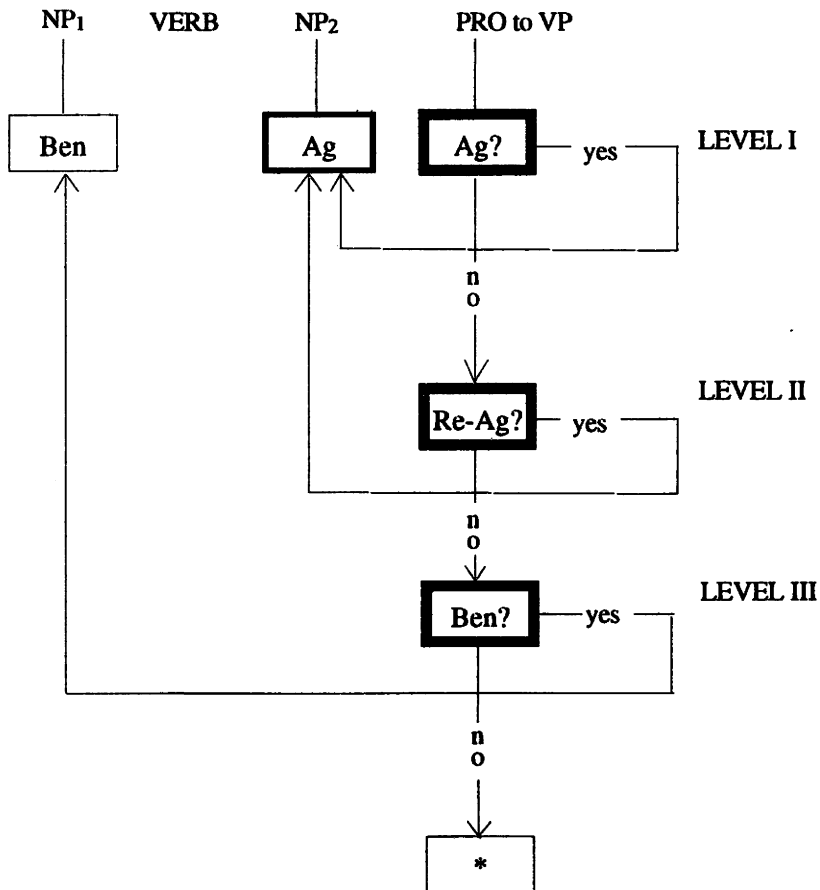 NP1 VERB NP2 PRO to VP
Ben Ag Ag? yes LEVEL I
n
o
LEVEL II
Re-Ag? yes
n
o
LEVEL III
Ben? yes
n
o
*